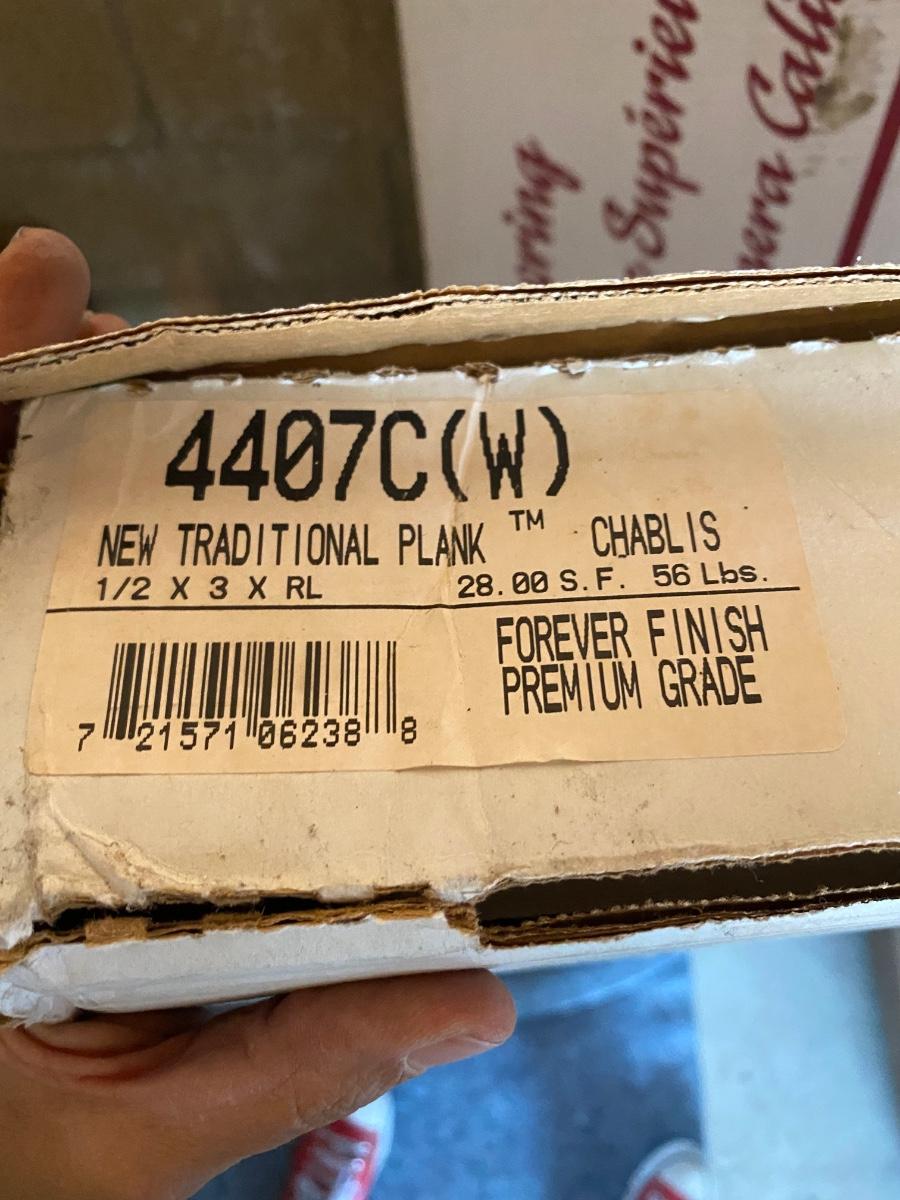 Supérie
4407C(W)
NEW TRADITIONAL PLANK ™ CHABLIS
1/2 X 3 X RL 28.00 S.F. 56 Lbs.
FOREVER FINISH
PREMIUM GRADE
7 21571 06238 8